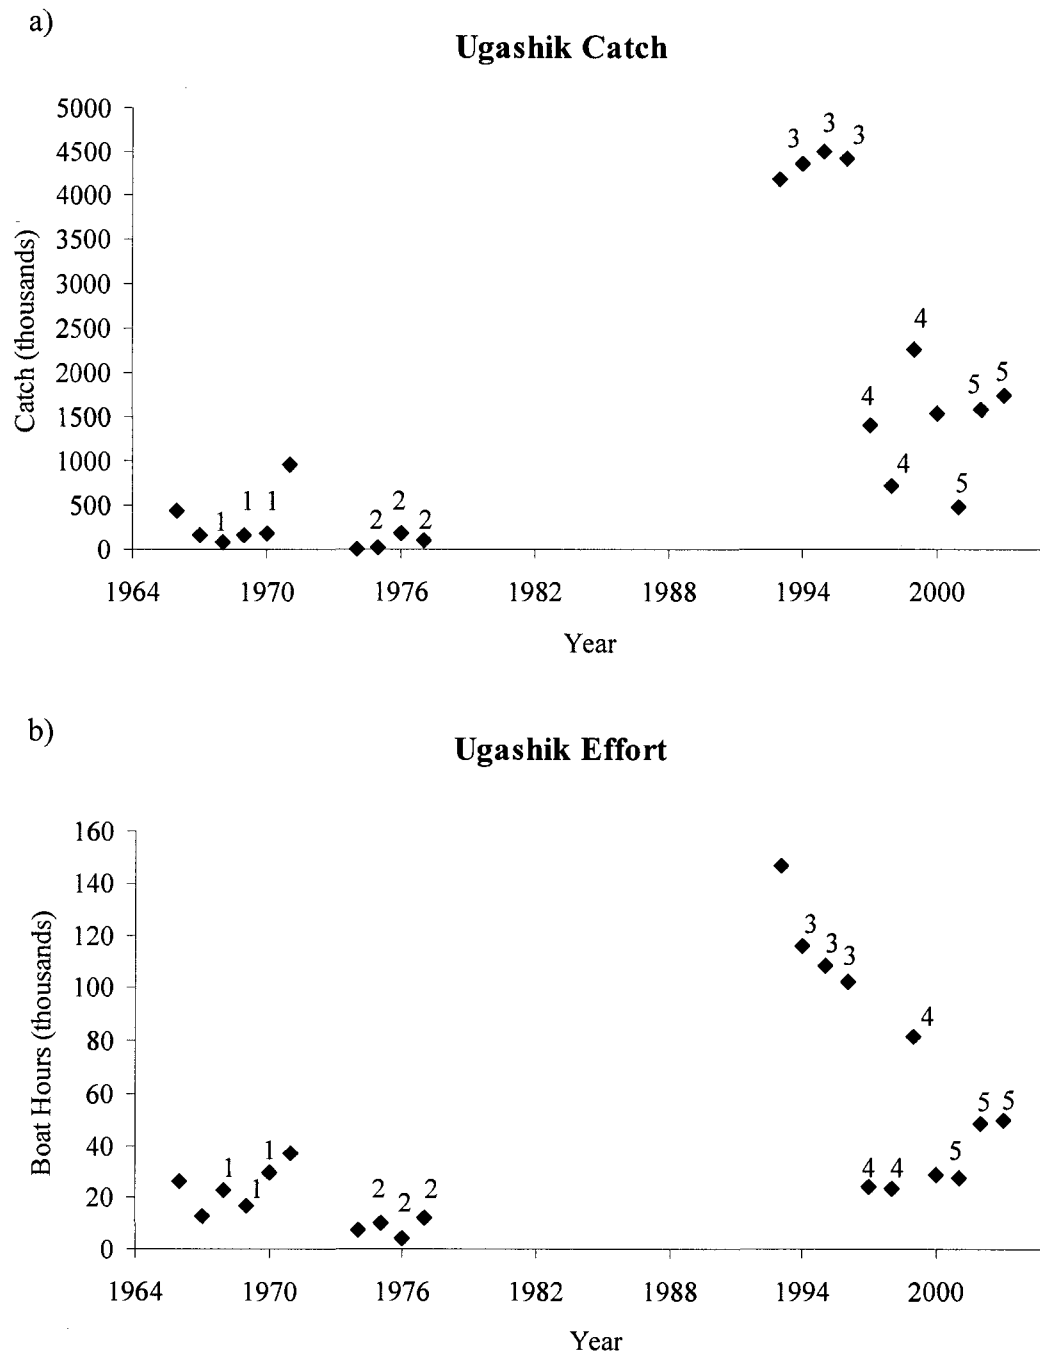 a)
Ugashik Catch
5000
4500
4000
3500
3000
2500
2000
1500
1000
500
0
Catch (thousands)
3 3 3
4
4
5 5
4
5
1 1 1
2 2 2
1964 1970 1976 1982 1988 1994 2000
Year
b)
Ugashik Effort
160
140
120
100
80
60
40
20
0
Boat Hours (thousands)
3 3 3
4
5 5
4 4 5
1 1 1
2 2 2
1964 1970 1976 1982 1988 1994 2000
Year